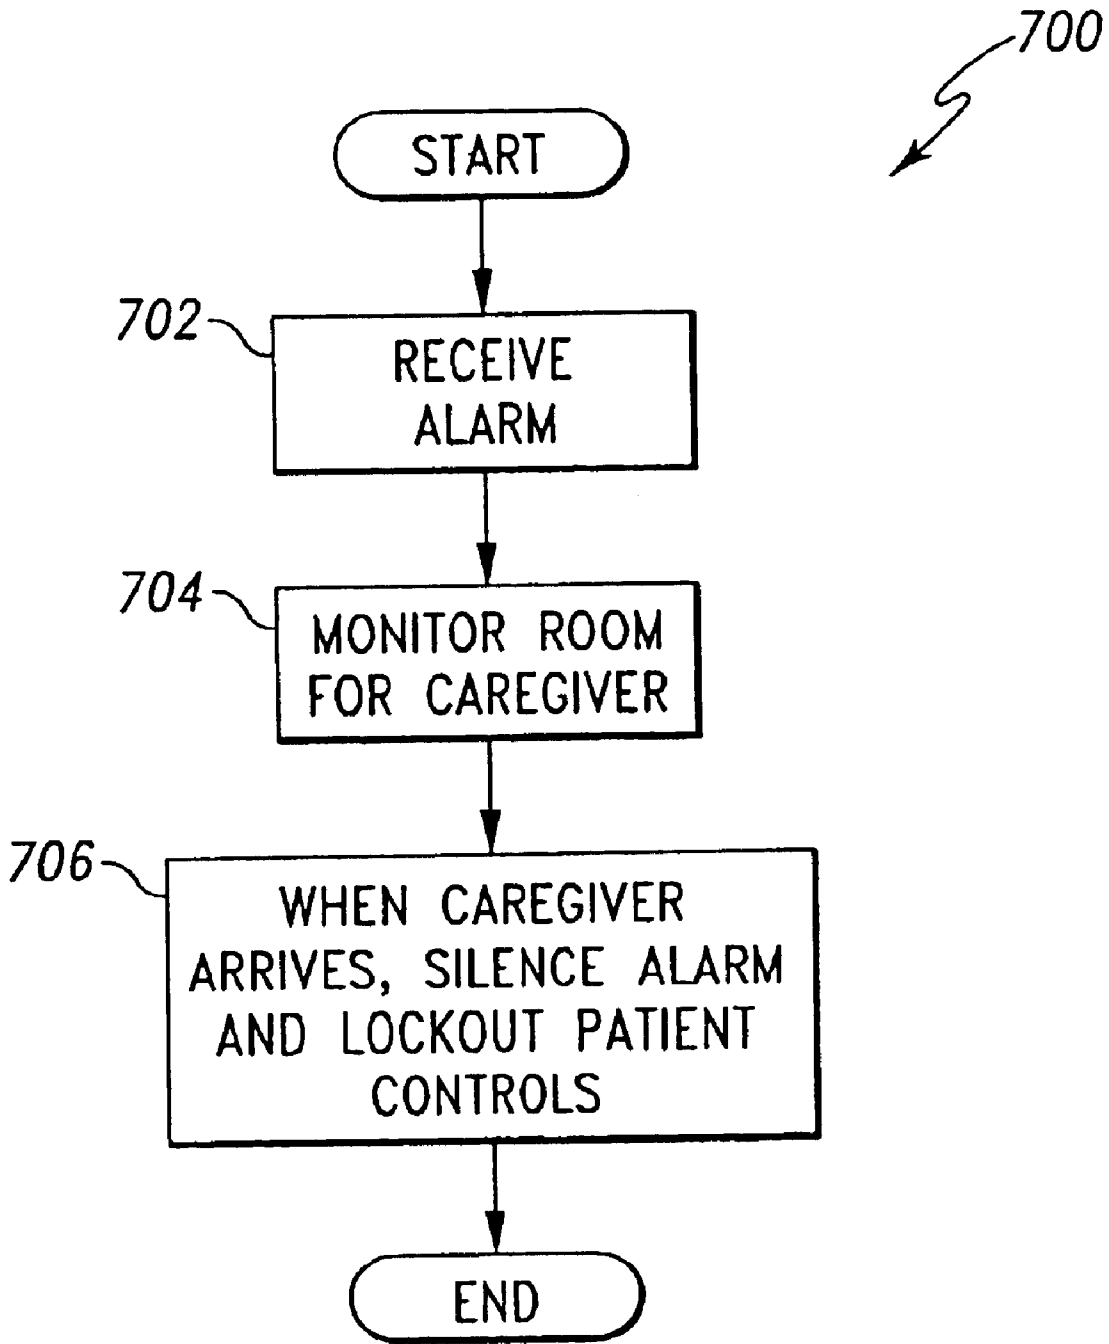 700
START
702
RECEIVE
ALARM
704
MONITOR ROOM
FOR CAREGIVER
706
WHEN CAREGIVER
ARRIVES, SILENCE ALARM
AND LOCKOUT PATIENT
CONTROLS
END